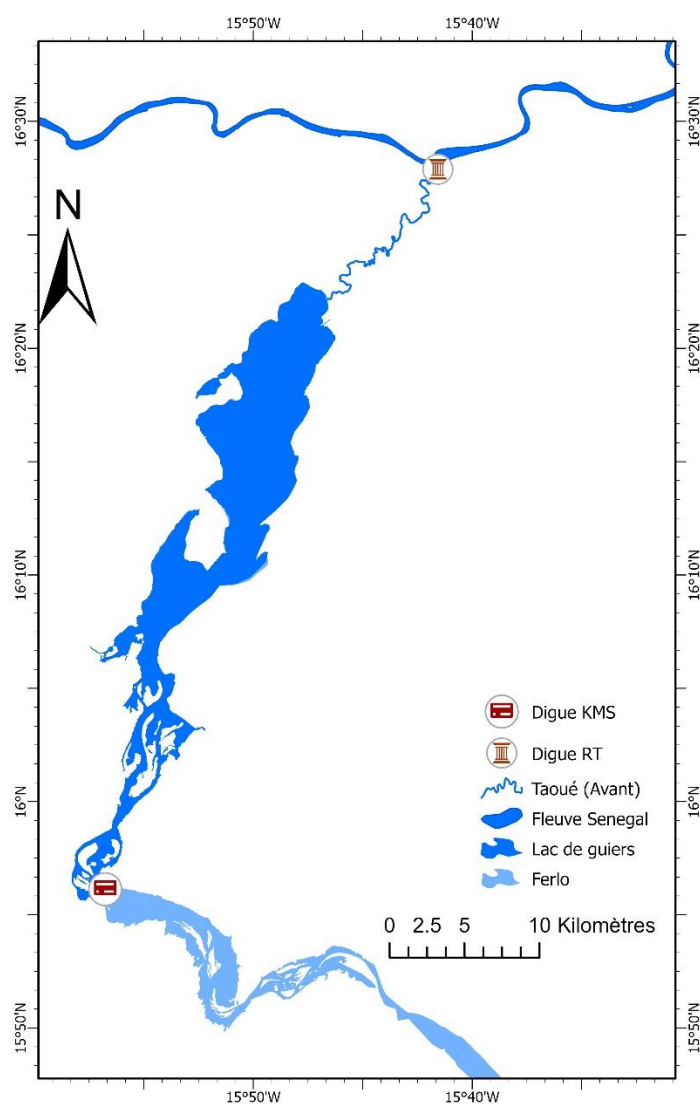 15°50'W 15°40'W
16°30'N 16°30'N
N
16°20'N 16°20'N
16°10'N 16°10'N
Digue KMS
Digue RT
Taoué (Avant)
16°N 16°N
Fleuve Senegal
Lac de guiers
Ferlo
0 2.5 5 10 Kilomètres
15°50'N 15°50'N
15°50'W 15°40'W